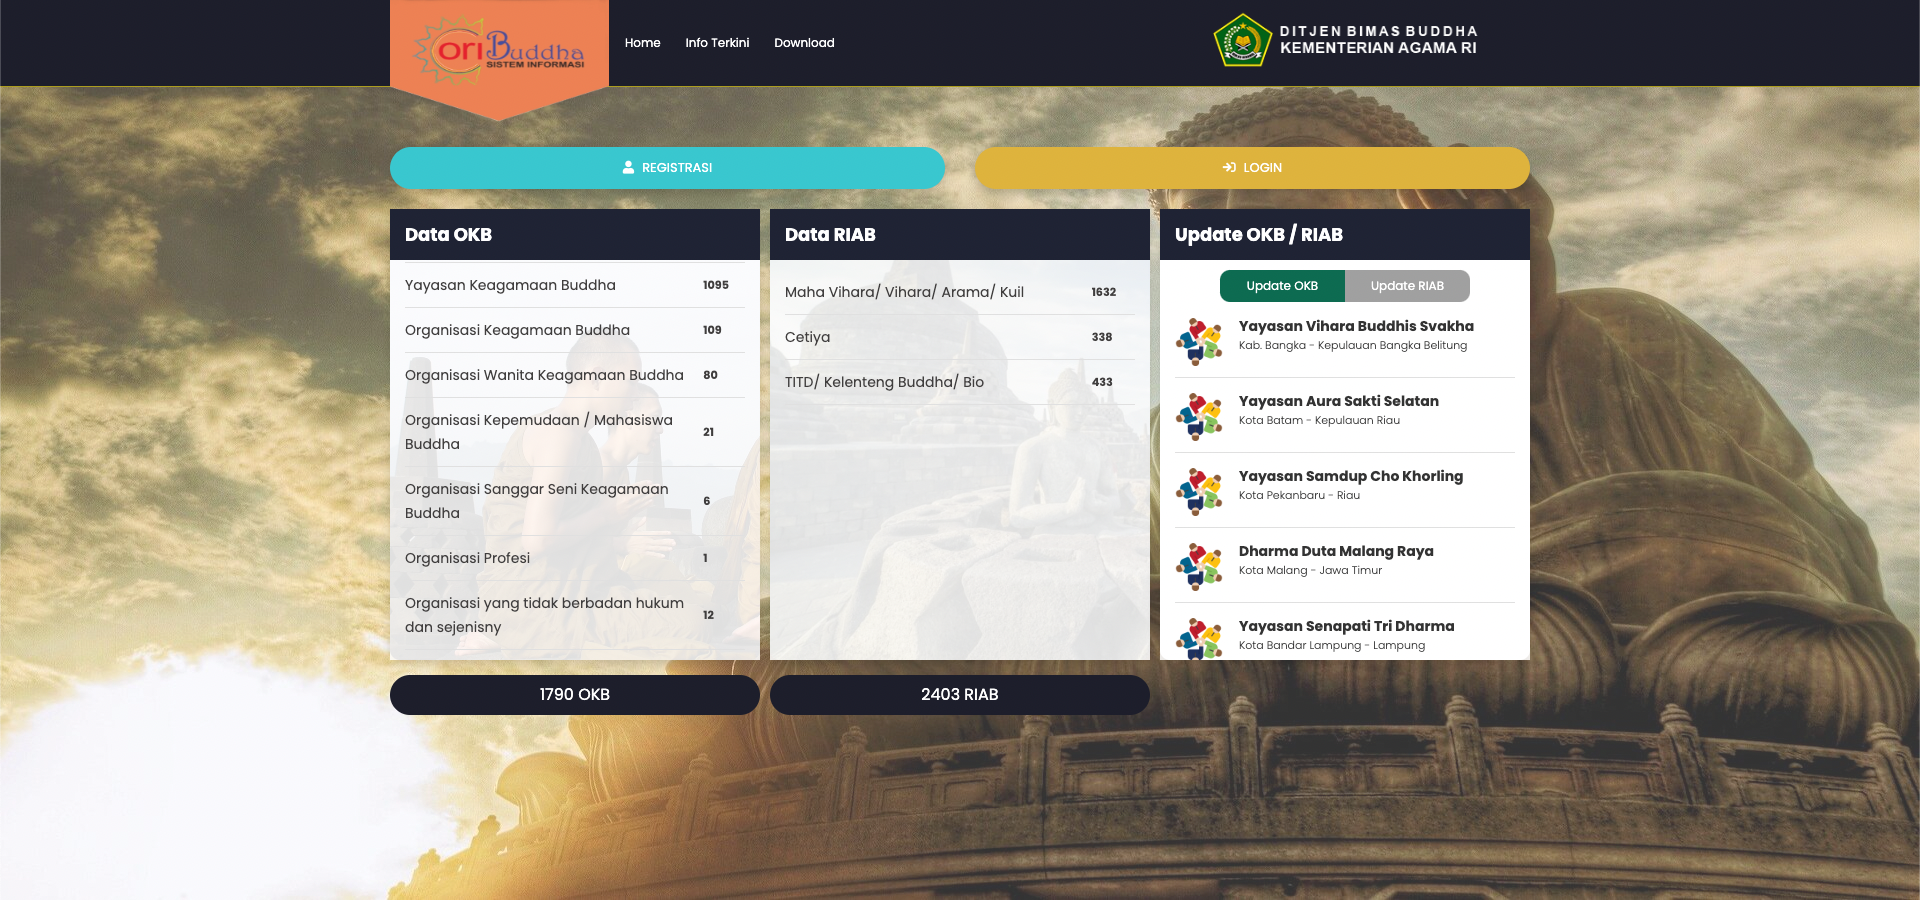 ori Buddha
SISTEM INFORMASI
Home
Info Terkini
Download
DITJEN BIMAS BUDDHA
KEMENTERIAN AGAMA RI
REGISTRASI
LOGIN
Data OKB
Yayasan Keagamaan Buddha 1095
Organisasi Keagamaan Buddha 109
Organisasi Wanita Keagamaan Buddha 80
Organisasi Kepemudaan / Mahasiswa
Buddha 21
Organisasi Sanggar Seni Keagamaan
Buddha 6
Organisasi Profesi 1
Organisasi yang tidak berbadan hukum
dan sejenisny 12
1790 OKB
Data RIAB
Maha Vihara/ Vihara/ Arama/ Kuil 1632
Cetiya 338
TITD/ Kelenteng Buddha/ Bio 433
2403 RIAB
Update OKB / RIAB
Update OKB
Update RIAB
Yayasan Vihara Buddhis Svakha
Kab. Bangka - Kepulauan Bangka Belitung
Yayasan Aura Sakti Selatan
Kota Batam - Kepulauan Riau
Yayasan Samdup Cho Khorling
Kota Pekanbaru - Riau
Dharma Duta Malang Raya
Kota Malang - Jawa Timur
Yayasan Senapati Tri Dharma
Kota Bandar Lampung - Lampung